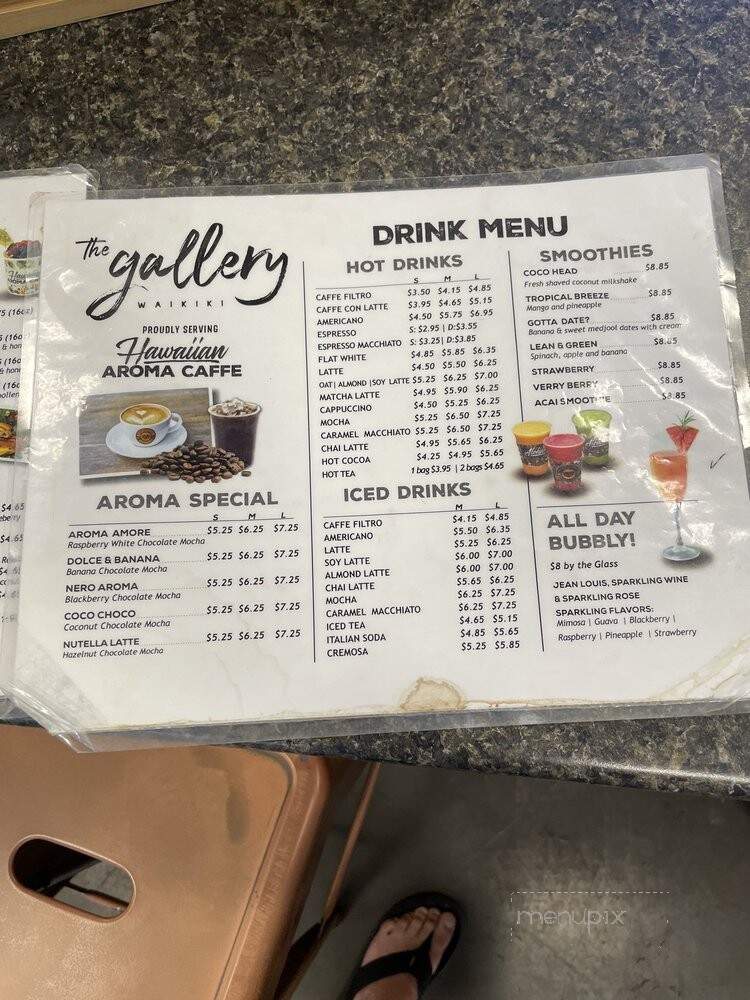 The gallery
WAIKIKI
PROUDLY SERVING
Hawaiian
AROMA CAFFE
AROMA SPECIAL
S M L
AROMA AMORE $5.25 $6.25 $7.25
Raspberry White Chocolate Mocha
DOLCE & BANANA $5.25 $6.25 $7.25
Banana Chocolate Mocha
NERO AROMA $5.25 $6.25 $7.25
Blackberry Chocolate Mocha
COCO CHOCO $5.25 $6.25 $7.25
Coconut Chocolate Mocha
NUTELLA LATTE $5.25 $6.25 $7.25
Hazelnut Chocolate Mocha
DRINK MENU
HOT DRINKS
S M L
CAFFE FILTRO $3.50 $4.15 $4.85
CAFFE CON LATTE $3.95 $4.65 $5.15
AMERICANO $4.50 $5.75 $6.95
ESPRESSO S: $2.95 | D:$3.55
ESPRESSO MACCHIATO S: $3.25| D:$3.85
FLAT WHITE $4.85 $5.85 $6.35
LATTE $4.50 $5.50 $6.25
OAT| ALMOND |SOY LATTE $5.25 $6.25 $7.00
MATCHA LATTE $4.95 $5.90 $6.25
CAPPUCCINO $4.50 $5.25 $6.25
MOCHA $5.25 $6.50 $7.25
CARAMEL MACCHIATO $5.25 $6.50 $7.25
CHAI LATTE $4.95 $5.65 $6.25
HOT COCOA $4.25 $4.95 $5.65
HOT TEA 1 bag $3.95 | 2 bags $4.65
ICED DRINKS
M L
CAFFE FILTRO $4.15 $4.85
AMERICANO $5.50 $6.35
LATTE $5.25 $6.25
SOY LATTE $6.00 $7.00
ALMOND LATTE $6.00 $7.00
CHAI LATTE $5.65 $6.25
MOCHA $6.25 $7.25
CARAMEL MACCHIATO $6.25 $7.25
ICED TEA $4.65 $5.15
ITALIAN SODA $4.85 $5.65
CREMOSA $5.25 $5.85
SMOOTHIES
COCO HEAD $8.85
Fresh shaved coconut milkshake
TROPICAL BREEZE $8.85
Mango and pineapple
GOTTA DATE? $8.85
Banana & sweet medjool dates with cream
LEAN & GREEN $8.85
Spinach, apple and banana
STRAWBERRY $8.85
VERRY BERRY $8.85
ACAI SMOOTHIE $8.85
ALL DAY
BUBBLY!
$8 by the Glass
JEAN LOUIS, SPARKLING WINE
& SPARKLING ROSE
SPARKLING FLAVORS:
Mimosa | Guava | Blackberry |
Raspberry | Pineapple | Strawberry
menupix